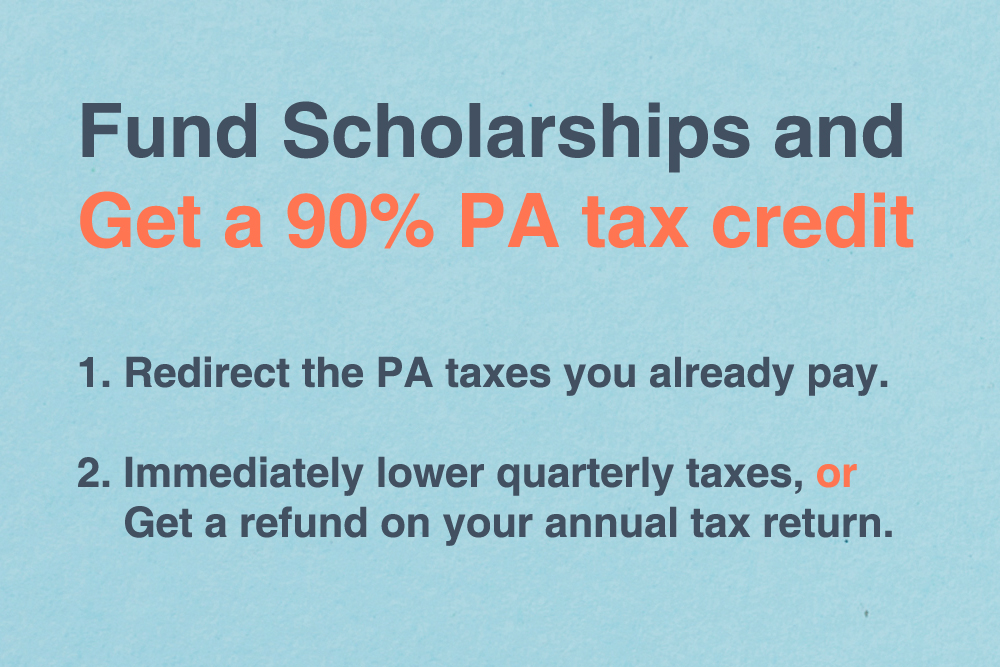 Fund Scholarships and
Get a 90% PA tax credit
1. Redirect the PA taxes you already pay.
2. Immediately lower quarterly taxes, or
Get a refund on your annual tax return.